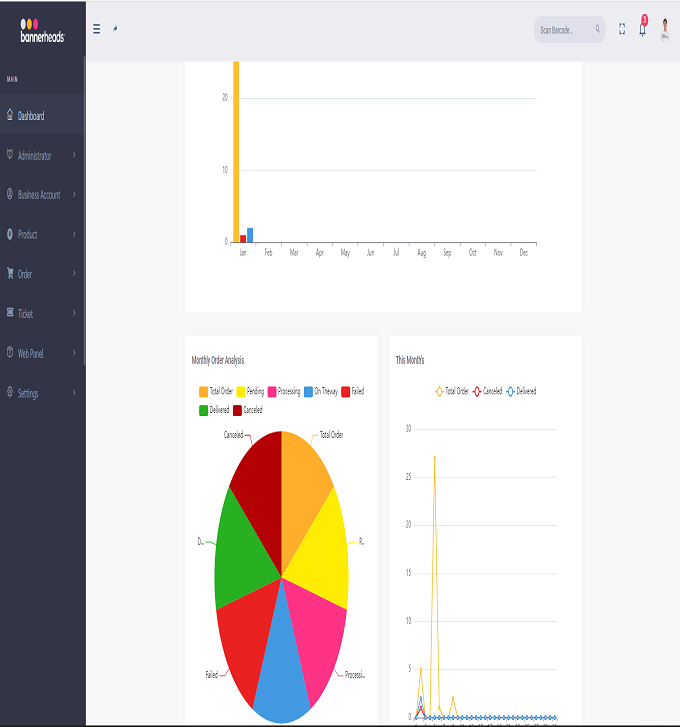 bannerheads
Scan Barcode...
8
MAIN
Dashboard
Administrator
Business Account
Product
Order
Ticket
Web Panel
Settings
20
10
0
Jan Feb Mar Apr May Jun Jul Aug Sep Oct Nov Dec
Monthly Order Analysis
Total Order Pending Processing On Theway Failed
Delivered Canceled
Canceled Total Order
D... P...
Failed Processi...
This Month's
Total Order Canceled Delivered
30
25
20
15
10
5
0